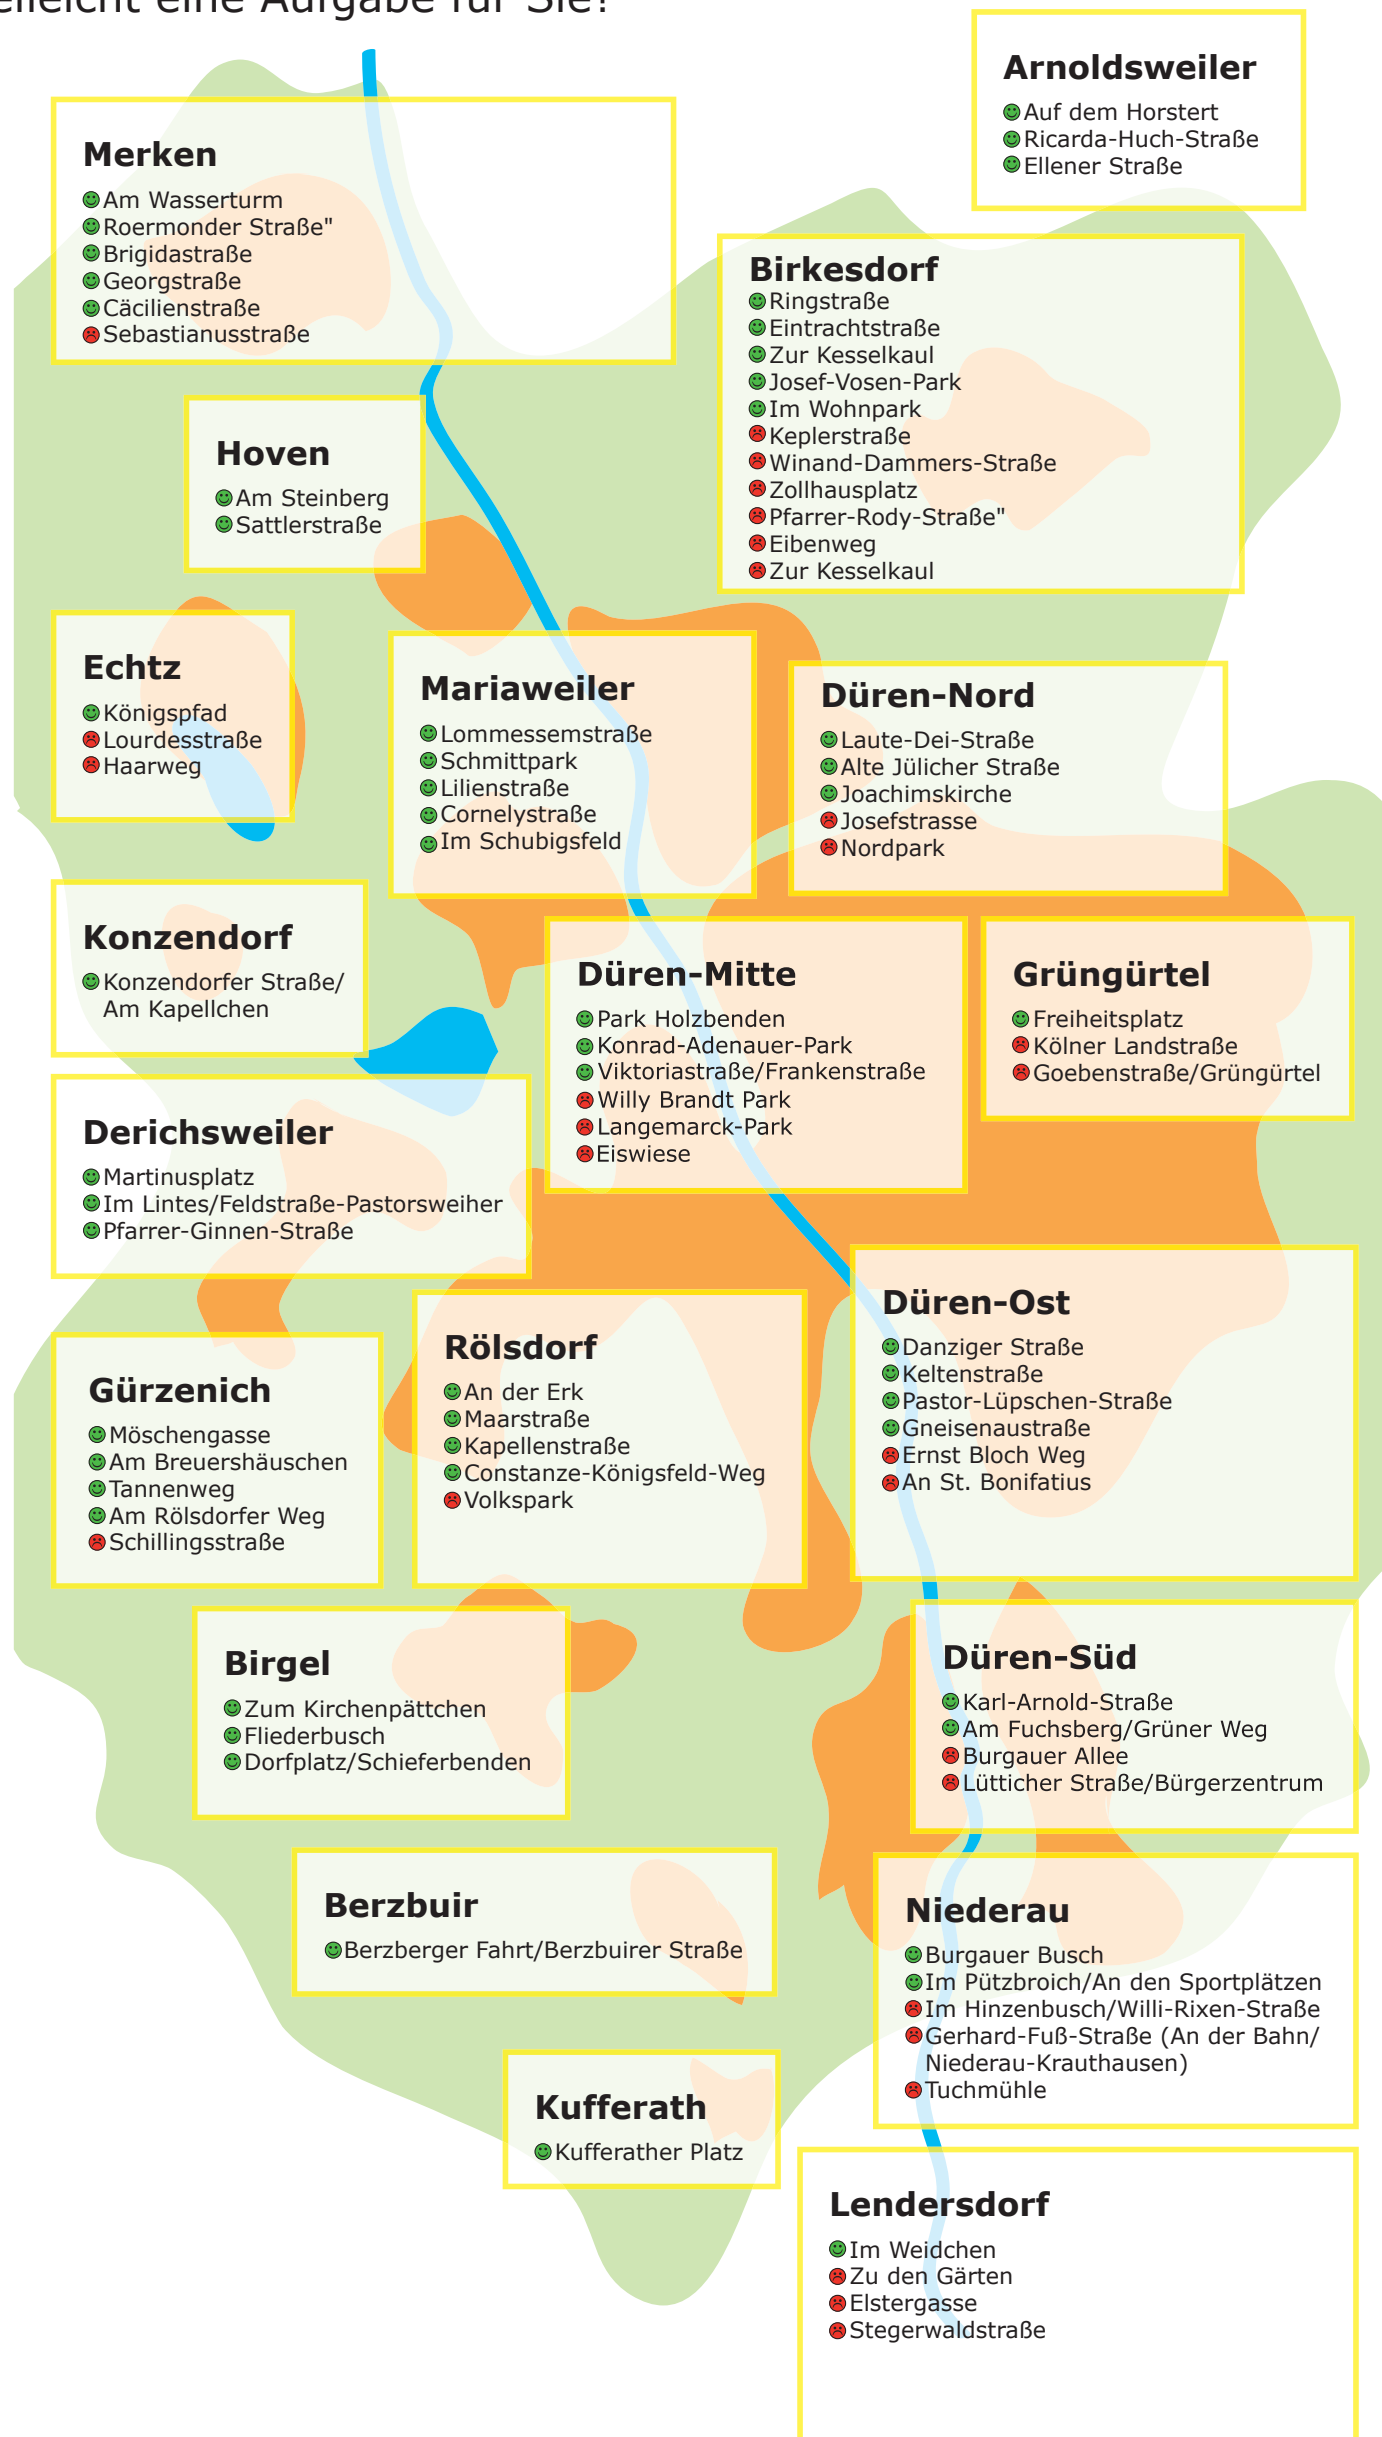 elleicht eine Aufgabe für Sie?
Arnoldsweiler
Auf dem Horstert
Ricarda-Huch-Straße
Ellener Straße
Merken
Am Wasserturm
Roermonder Straße"
Brigidastraße
Georgstraße
Cäcilienstraße
Sebastianusstraße
Birkesdorf
Ringstraße
Eintrachtstraße
Zur Kesselkaul
Josef-Vosen-Park
Im Wohnpark
Keplerstraße
Winand-Dammers-Straße
Zollhausplatz
Pfarrer-Rody-Straße"
Eibenweg
Zur Kesselkaul
Hoven
Am Steinberg
Sattlerstraße
Echtz
Königspfad
Lourdesstraße
Haarweg
Mariaweiler
Lommessemstraße
Schmittpark
Lilienstraße
Cornelystraße
Im Schubigsfeld
Düren-Nord
Laute-Dei-Straße
Alte Jülicher Straße
Joachimskirche
Josefstrasse
Nordpark
Konzendorf
Konzendorfer Straße/
Am Kapellchen
Düren-Mitte
Park Holzbenden
Konrad-Adenauer-Park
Viktoriastraße/Frankenstraße
Willy Brandt Park
Langemarck-Park
Eiswiese
Grüngürtel
Freiheitsplatz
Kölner Landstraße
Goebenstraße/Grüngürtel
Derichsweiler
Martinusplatz
Im Lintes/Feldstraße-Pastorsweiher
Pfarrer-Ginnen-Straße
Düren-Ost
Danziger Straße
Keltenstraße
Pastor-Lüpschen-Straße
Gneisenaustraße
Ernst Bloch Weg
An St. Bonifatius
Rölsdorf
An der Erk
Maarstraße
Kapellenstraße
Constanze-Königsfeld-Weg
Volkspark
Gürzenich
Möschengasse
Am Breuershäuschen
Tannenweg
Am Rölsdorfer Weg
Schillingsstraße
Birgel
Zum Kirchenpättchen
Fliederbusch
Dorfplatz/Schieferbenden
Düren-Süd
Karl-Arnold-Straße
Am Fuchsberg/Grüner Weg
Burgauer Allee
Lütticher Straße/Bürgerzentrum
Berzbuir
Berzberger Fahrt/Berzbuirer Straße
Niederau
Burgauer Busch
Im Pützbroich/An den Sportplätzen
Im Hinzenbusch/Willi-Rixen-Straße
Gerhard-Fuß-Straße (An der Bahn/
Niederau-Krauthausen)
Tuchmühle
Kufferath
Kufferather Platz
Lendersdorf
Im Weidchen
Zu den Gärten
Elstergasse
Stegerwaldstraße